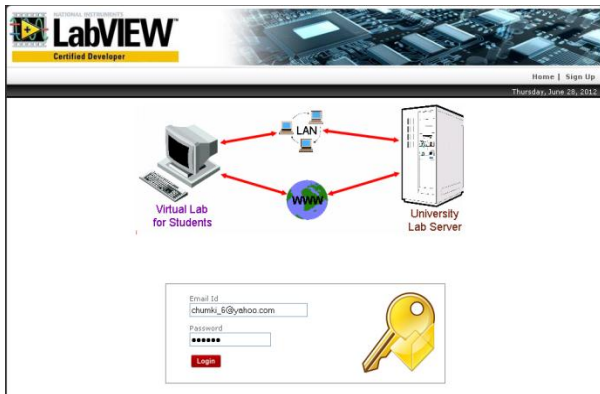 NATIONAL INSTRUMENTS
LabVIEW™
Certified Developer
Home | Sign Up
Thursday, June 28, 2012
LAN
WWW
Virtual Lab
for Students
University
Lab Server
Email Id
chumki_6@yahoo.com
Password
••••••
Login